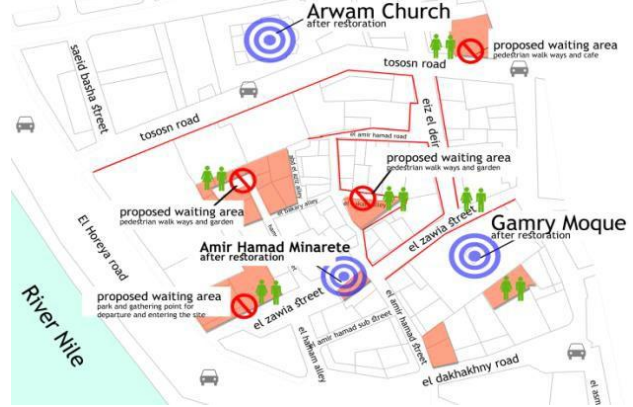 Arwam Church
after restoration
proposed waiting area
pedestrian walk ways and cafe
saeid basha street
tososn road
tososn road
eiz el deir
el amir hamad road
proposed waiting area
pedestrian walk ways and garden
proposed waiting area
pedestrian walk ways and garden
el bakary alley
Gamry Moque
after restoration
el zawia street
Amir Hamad Minarete
after restoration
El Horeya road
River Nile
proposed waiting area
park and gathering point for
departure and entering the site
el zawia street
el amir hamad sub street
el amir hamad street
el hamam alley
el dakhakhny road